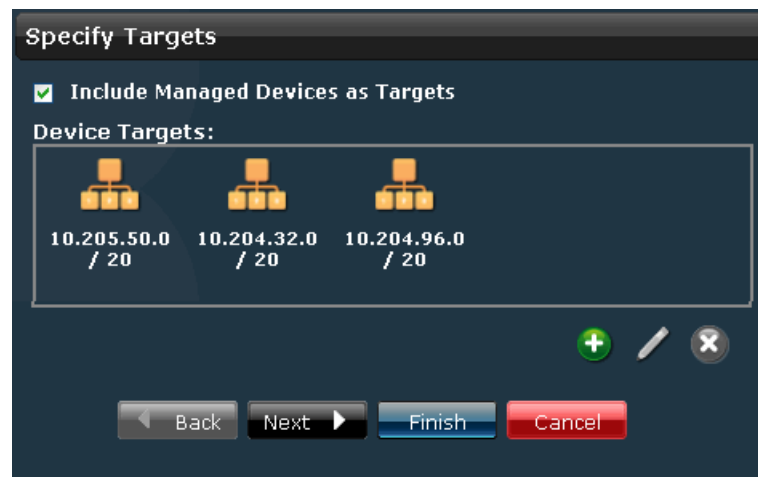 Specify Targets
Include Managed Devices as Targets
Device Targets:
10.205.50.0 / 20
10.204.32.0 / 20
10.204.96.0 / 20
Back
Next
Finish
Cancel